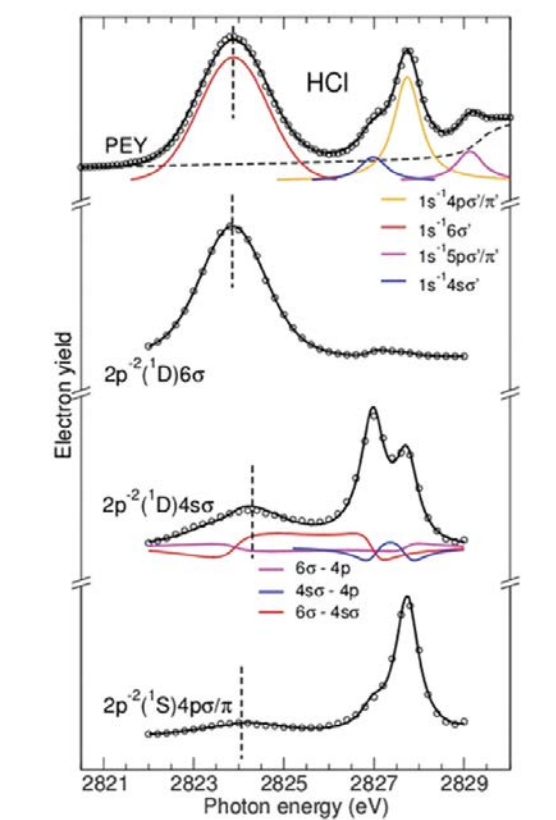 HCl
PEY
1s⁻¹4pσ'/π'
1s⁻¹6σ'
1s⁻¹5pσ'/π'
1s⁻¹4sσ'
Electron yield
2p⁻²(¹D)6σ
2p⁻²(¹D)4sσ
6σ - 4p
4sσ - 4p
6σ - 4sσ
2p⁻²(¹S)4pσ/π
2821 2823 2825 2827 2829
Photon energy (eV)